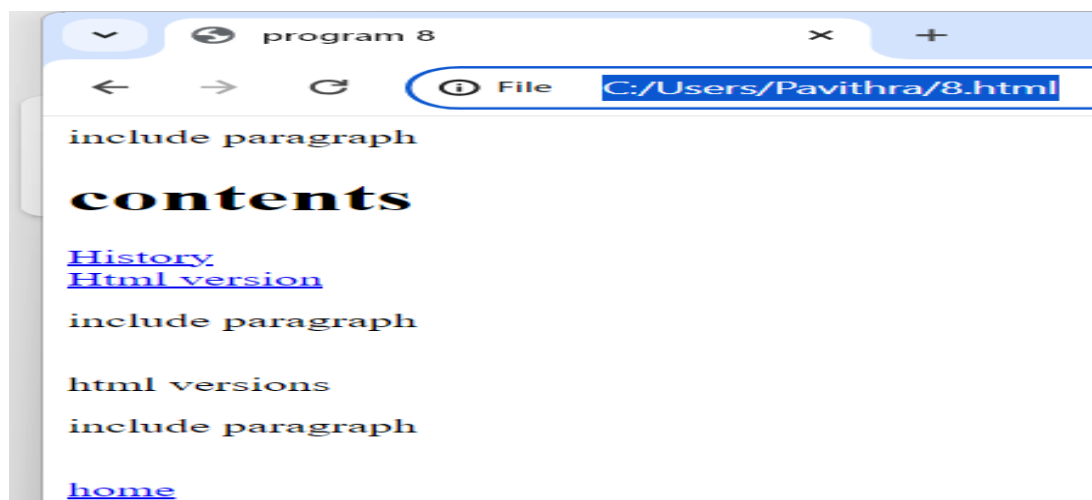 program 8
File C:/Users/Pavithra/8.html
include paragraph
contents
History
Html version
include paragraph
html versions
include paragraph
home